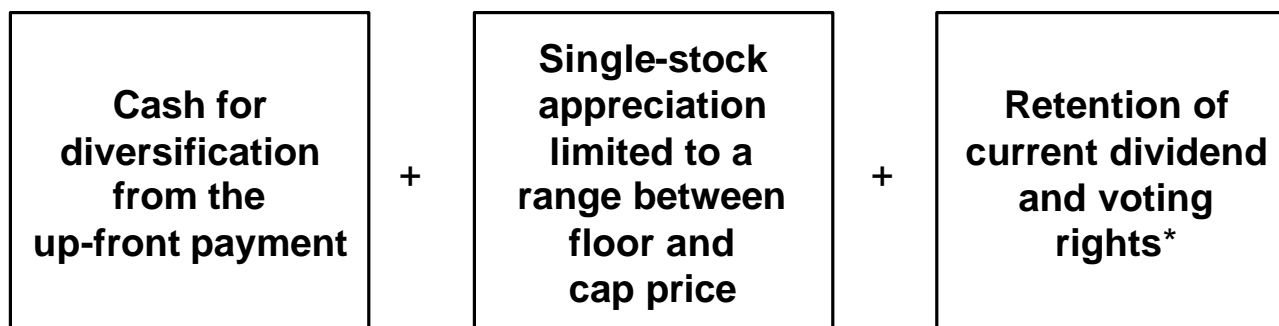 Cash for
diversification
from the
up-front payment
+
Single-stock
appreciation
limited to a
range between
floor and
cap price
+
Retention of
current dividend
and voting
rights*